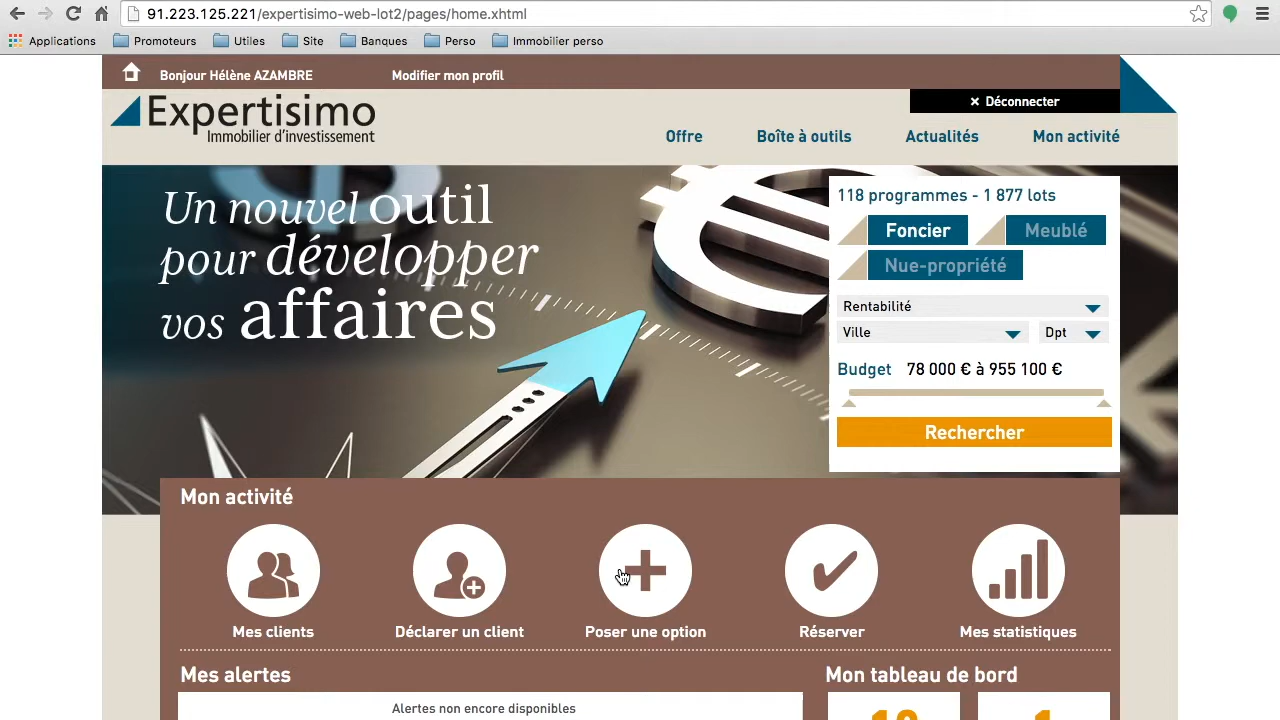 91.223.125.221/expertisimo-web-lot2/pages/home.xhtml
Applications Promoteurs Utiles Site Banques Perso Immobilier perso
Bonjour Hélène AZAMBRE Modifier mon profil
× Déconnecter
Expertisimo
Immobilier d'investissement
Offre Boîte à outils Actualités Mon activité
Un nouvel outil
pour développer
vos affaires
118 programmes - 1 877 lots
Foncier Meublé
Nue-propriété
Rentabilité
Ville Dpt
Budget 78 000 € à 955 100 €
Rechercher
Mon activité
Mes clients Déclarer un client Poser une option Réserver Mes statistiques
Mes alertes Mon tableau de bord
Alertes non encore disponibles